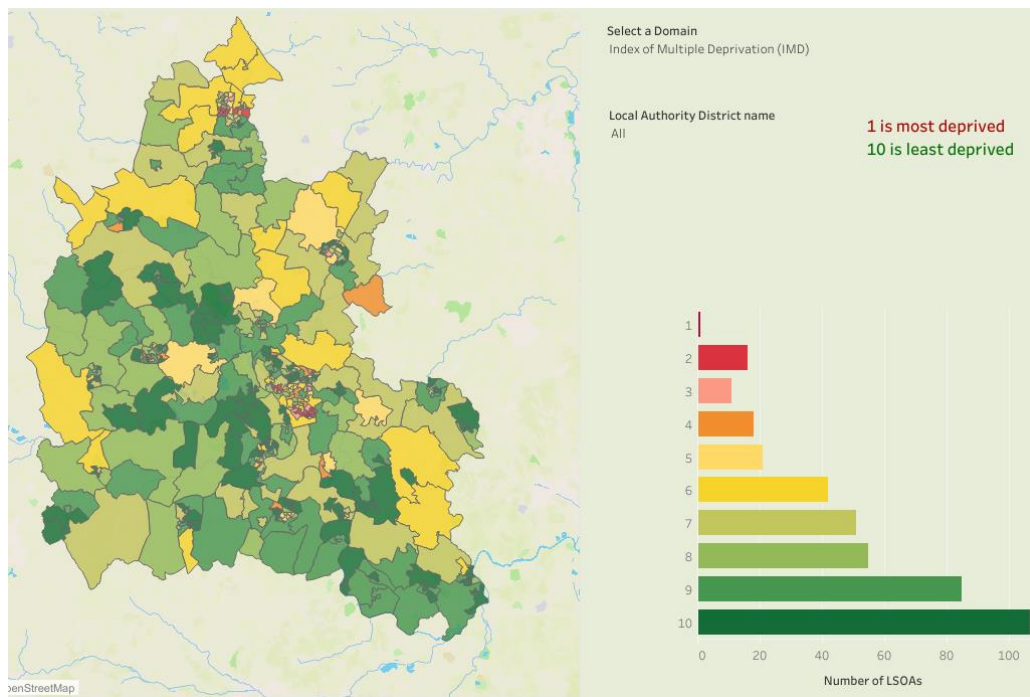 Select a Domain
Index of Multiple Deprivation (IMD)
Local Authority District name
All
1 is most deprived
10 is least deprived
1
2
3
4
5
6
7
8
9
10
0 20 40 60 80 100
Number of LSOAs
penStreetMap